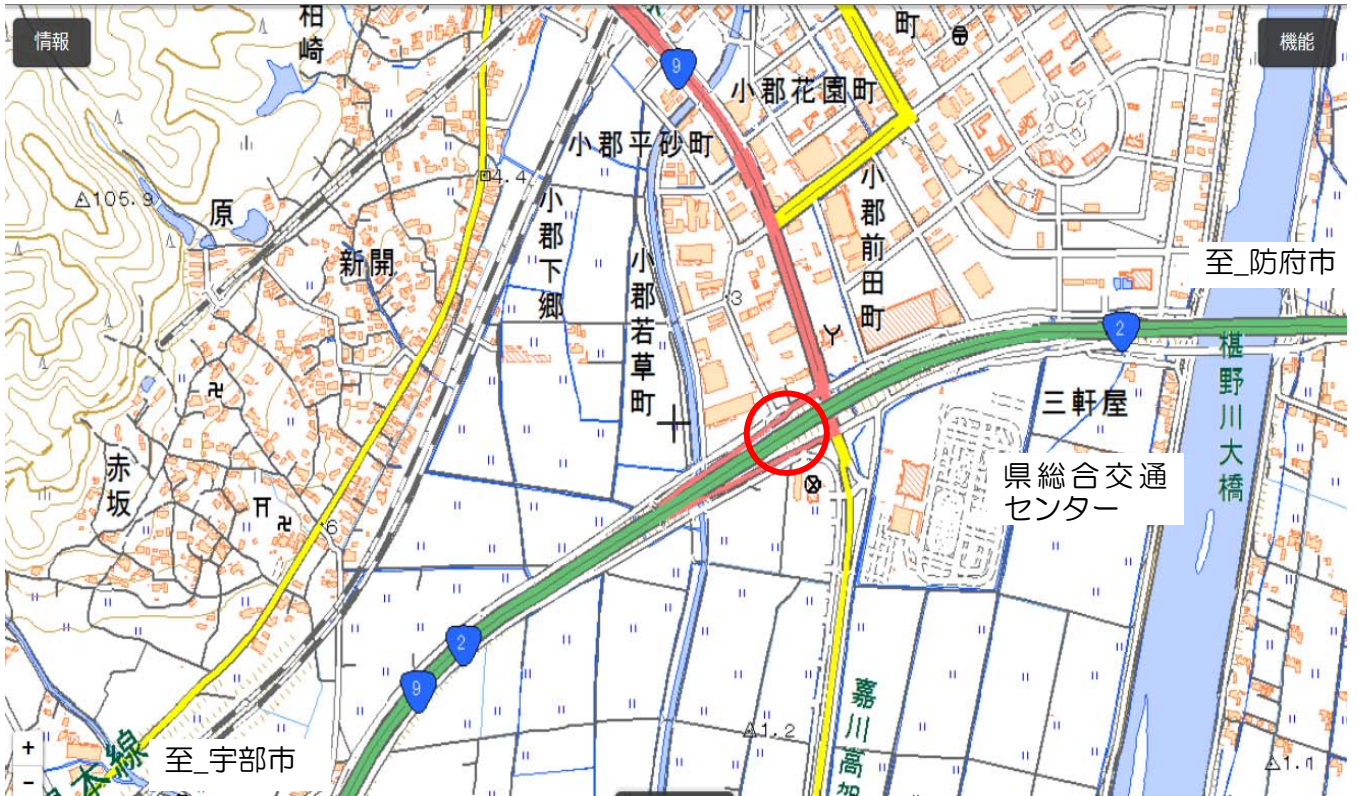 情報
機能
柏崎
町
9
小郡花園町
小郡平砂町
4.4
105.9
原
新開
小郡下郷
小郡若草町
3
小郡前田町
至_防府市
2
椹野川大橋
三軒屋
県総合交通
センター
赤坂
6
2
9
嘉川高架
1.2
1.1
本線
至_宇部市
+
-